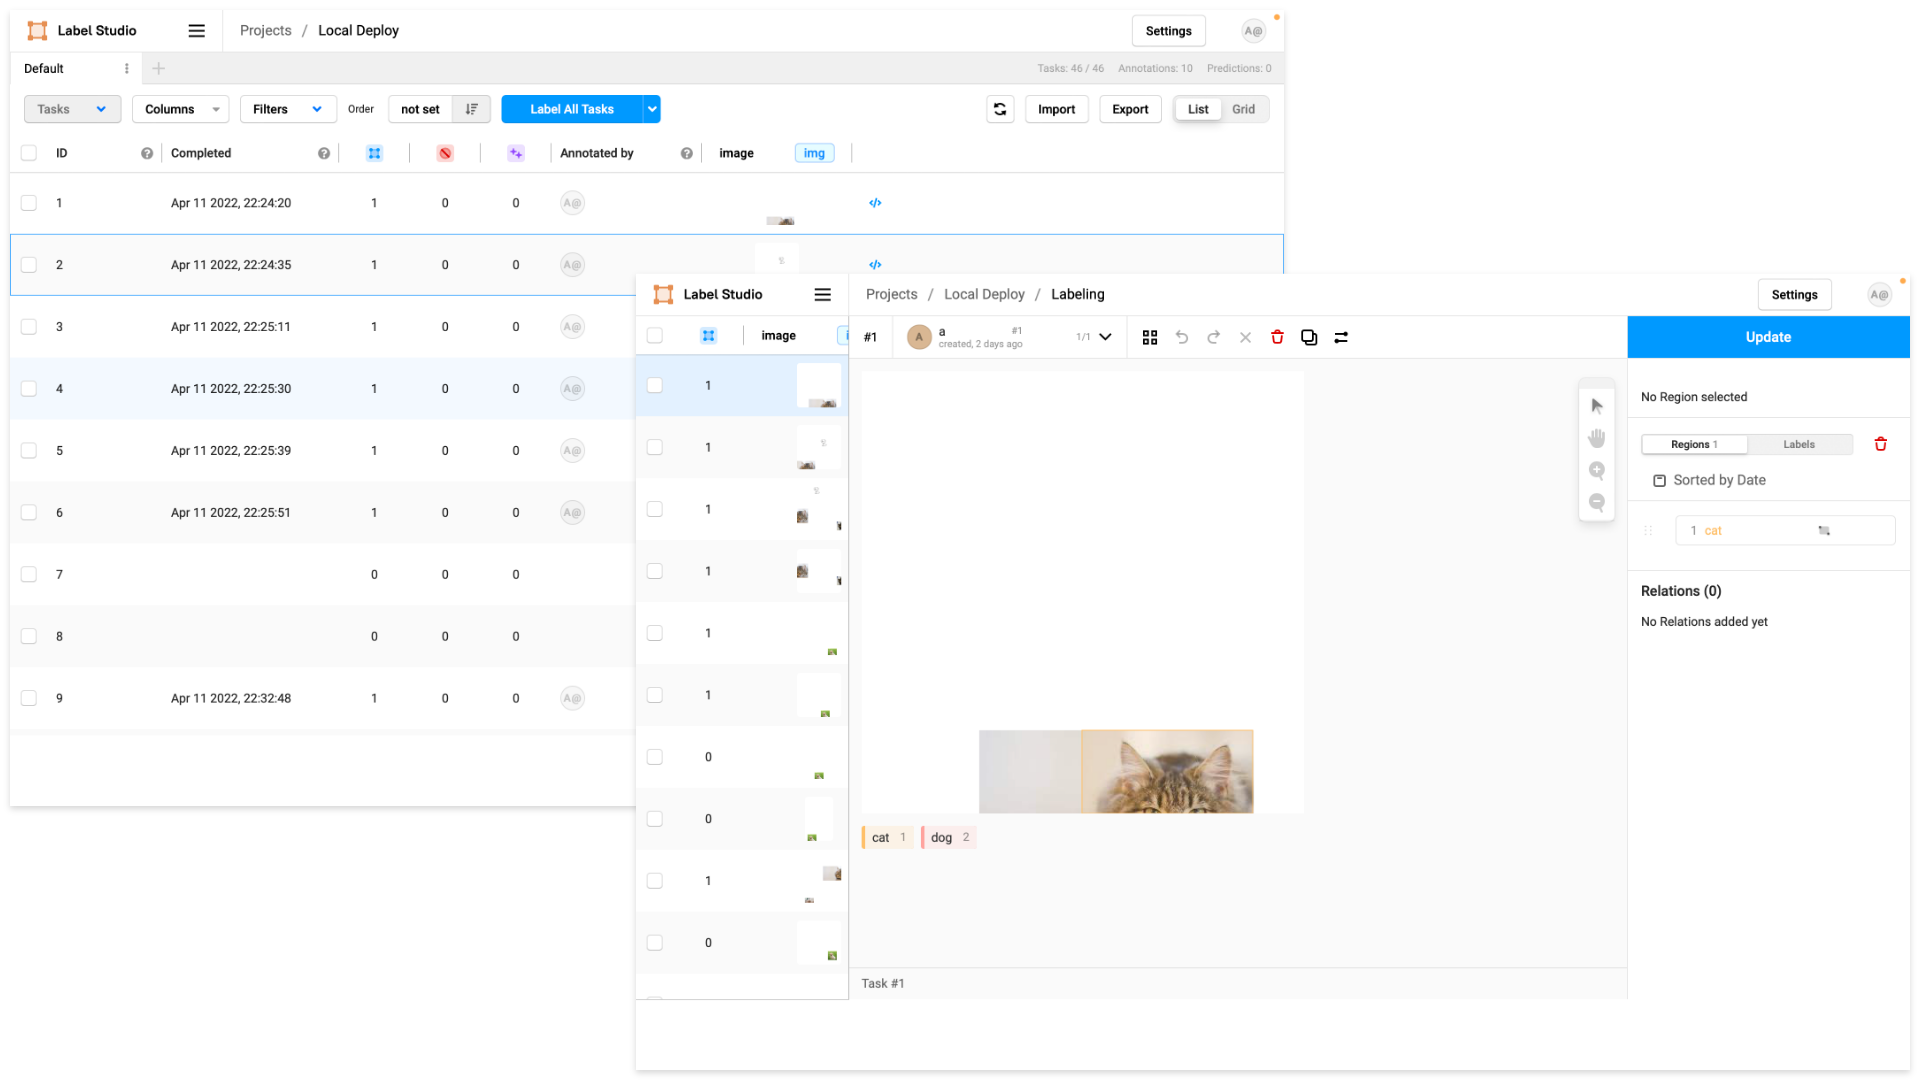 Label Studio
Projects / Local Deploy
Settings
A@
Default
Tasks: 46 / 46 Annotations: 10 Predictions: 0
Tasks Columns Filters Order not set Label All Tasks Import Export List Grid
ID Completed Annotated by image img
1 Apr 11 2022, 22:24:20 1 0 0 A@ </>
2 Apr 11 2022, 22:24:35 1 0 0 A@ </>
3 Apr 11 2022, 22:25:11 1 0 0 A@
4 Apr 11 2022, 22:25:30 1 0 0 A@
5 Apr 11 2022, 22:25:39 1 0 0 A@
6 Apr 11 2022, 22:25:51 1 0 0 A@
7 0 0 0
8 0 0 0
9 Apr 11 2022, 22:32:48 1 0 0 A@
Label Studio
Projects / Local Deploy / Labeling
Settings
A@
image
#1
A
a #1
created, 2 days ago
1/1
Update
1
1
1
1
1
1
0
0
1
0
No Region selected
Regions 1 Labels
Sorted by Date
1 cat
Relations (0)
No Relations added yet
cat 1 dog 2
Task #1